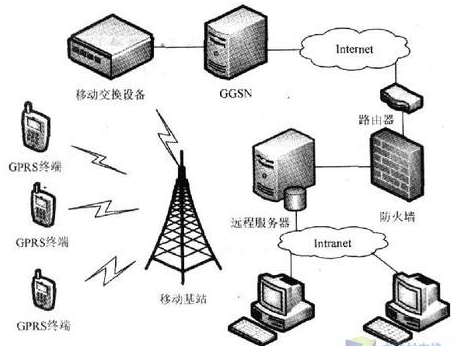 Internet
移动交换设备
GGSN
路由器
GPRS终端
GPRS终端
GPRS终端
远程服务器
防火墙
Intranet
移动基站